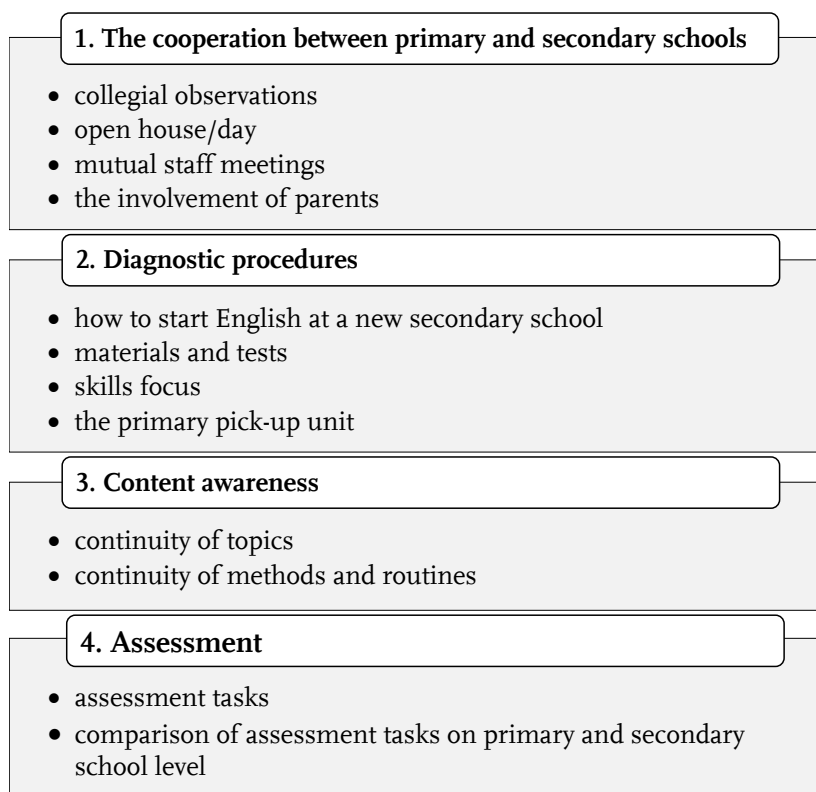 1. The cooperation between primary and secondary schools
• collegial observations
• open house/day
• mutual staff meetings
• the involvement of parents
2. Diagnostic procedures
• how to start English at a new secondary school
• materials and tests
• skills focus
• the primary pick-up unit
3. Content awareness
• continuity of topics
• continuity of methods and routines
4. Assessment
• assessment tasks
• comparison of assessment tasks on primary and secondary
school level